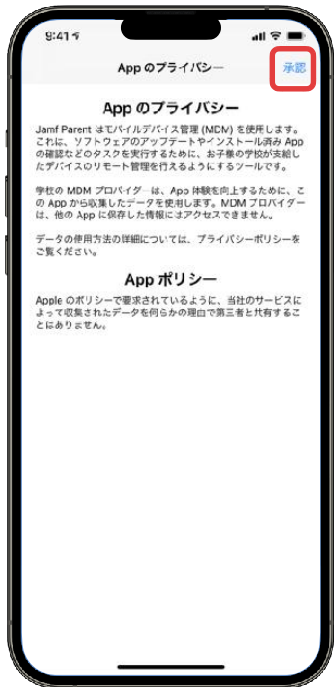 9:41
App のプライバシー
承認
App のプライバシー
Jamf Parent はモバイルデバイス管理 (MDM) を使用します。
これは、ソフトウェアのアップデートやインストール済み App
の確認などのタスクを実行するために、お子様の学校が支給し
たデバイスのリモート管理を行えるようにするツールです。
学校の MDM プロバイダーは、App 体験を向上するために、こ
の App から収集したデータを使用します。MDM プロバイダー
は、他の App に保存した情報にはアクセスできません。
データの使用方法の詳細については、プライバシーポリシーを
ご覧ください。
App ポリシー
Apple のポリシーで要求されているように、当社のサービスに
よって収集されたデータを何らかの理由で第三者と共有するこ
とはありません。